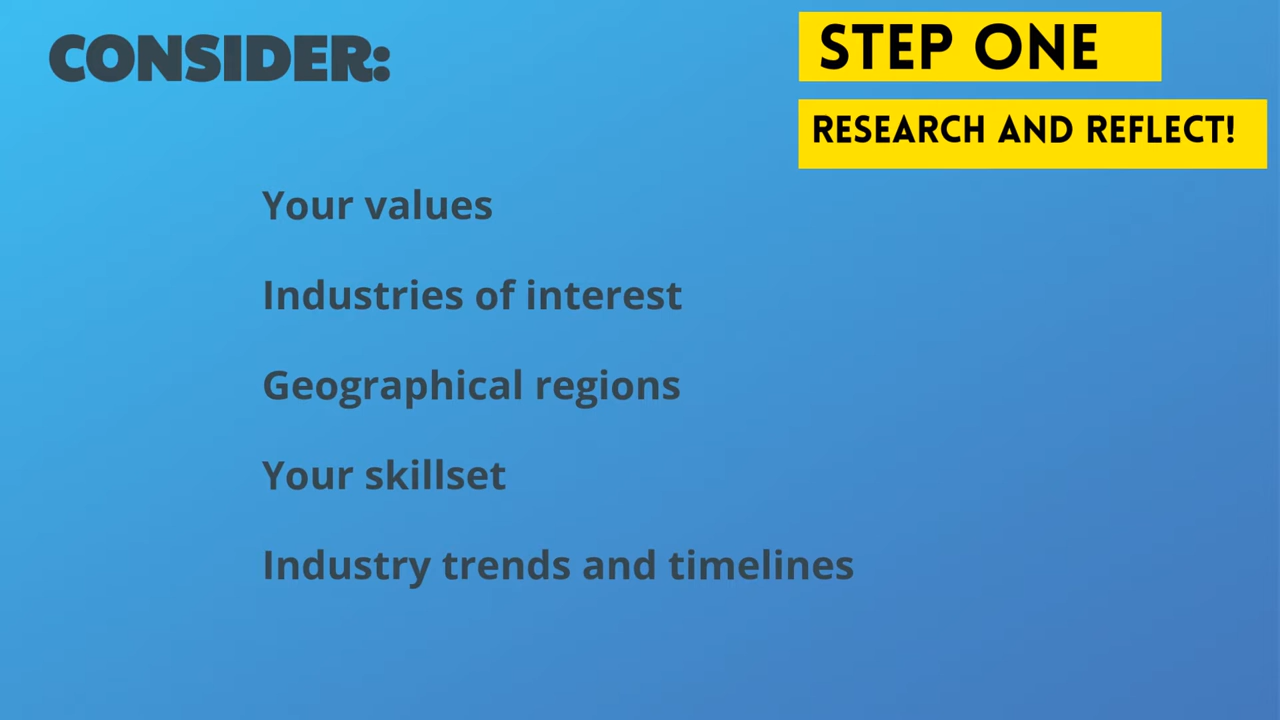 CONSIDER:
STEP ONE
RESEARCH AND REFLECT!
Your values
Industries of interest
Geographical regions
Your skillset
Industry trends and timelines